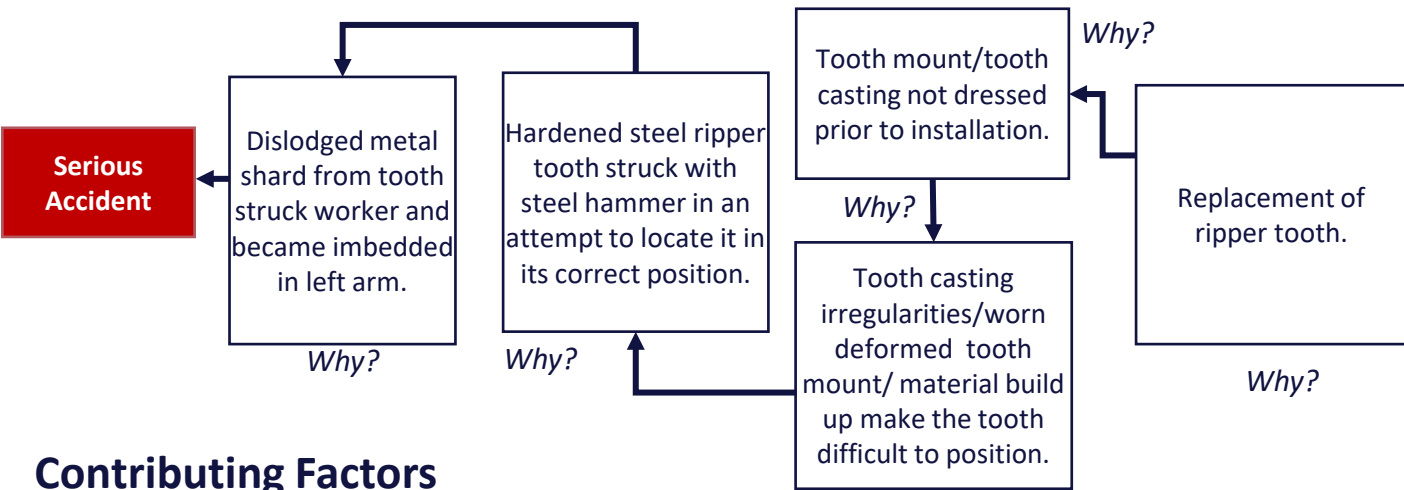 Serious
Accident
Dislodged metal
shard from tooth
struck worker and
became imbedded
in left arm.
Why?
Hardened steel ripper
tooth struck with
steel hammer in an
attempt to locate it in
its correct position.
Why?
Tooth mount/tooth
casting not dressed
prior to installation.
Why?
Why?
Tooth casting
irregularities/worn
deformed tooth
mount/ material build
up make the tooth
difficult to position.
Replacement of
ripper tooth.
Why?
Contributing Factors